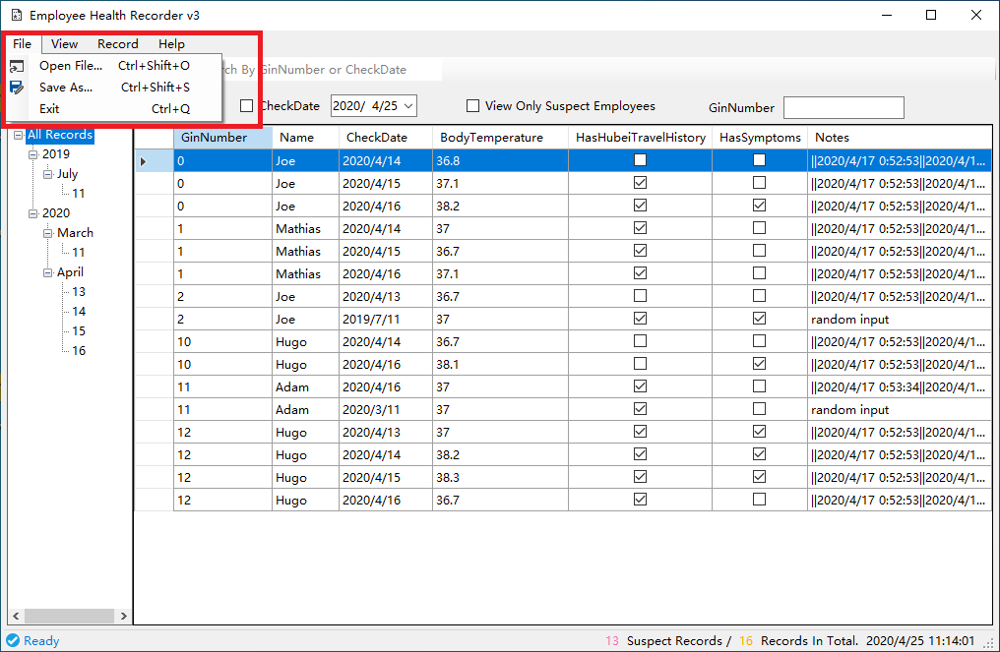 Employee Health Recorder v3
File View Record Help
Open File... Ctrl+Shift+O
Save As... Ctrl+Shift+S
Exit Ctrl+Q
ch By GinNumber or CheckDate
CheckDate 2020/ 4/25 View Only Suspect Employees GinNumber
All Records
2019
July
11
2020
March
11
April
13
14
15
16
GinNumber Name CheckDate BodyTemperature HasHubeiTravelHistory HasSymptoms Notes
0 Joe 2020/4/14 36.8 ||2020/4/17 0:52:53||2020/4/1...
0 Joe 2020/4/15 37.1 ||2020/4/17 0:52:53||2020/4/1...
0 Joe 2020/4/16 38.2 ||2020/4/17 0:52:53||2020/4/1...
1 Mathias 2020/4/14 37 ||2020/4/17 0:52:53||2020/4/1...
1 Mathias 2020/4/15 36.7 ||2020/4/17 0:52:53||2020/4/1...
1 Mathias 2020/4/16 37.1 ||2020/4/17 0:52:53||2020/4/1...
2 Joe 2020/4/13 36.7 ||2020/4/17 0:52:53||2020/4/1...
2 Joe 2019/7/11 37 random input
10 Hugo 2020/4/14 36.7 ||2020/4/17 0:52:53||2020/4/1...
10 Hugo 2020/4/16 38.1 ||2020/4/17 0:52:53||2020/4/1...
11 Adam 2020/4/16 37 ||2020/4/17 0:53:34||2020/4/1...
11 Adam 2020/3/11 37 random input
12 Hugo 2020/4/13 37 ||2020/4/17 0:52:53||2020/4/1...
12 Hugo 2020/4/14 38.2 ||2020/4/17 0:52:53||2020/4/1...
12 Hugo 2020/4/15 38.3 ||2020/4/17 0:52:53||2020/4/1...
12 Hugo 2020/4/16 36.7 ||2020/4/17 0:52:53||2020/4/1...
Ready 13 Suspect Records / 16 Records In Total. 2020/4/25 11:14:01